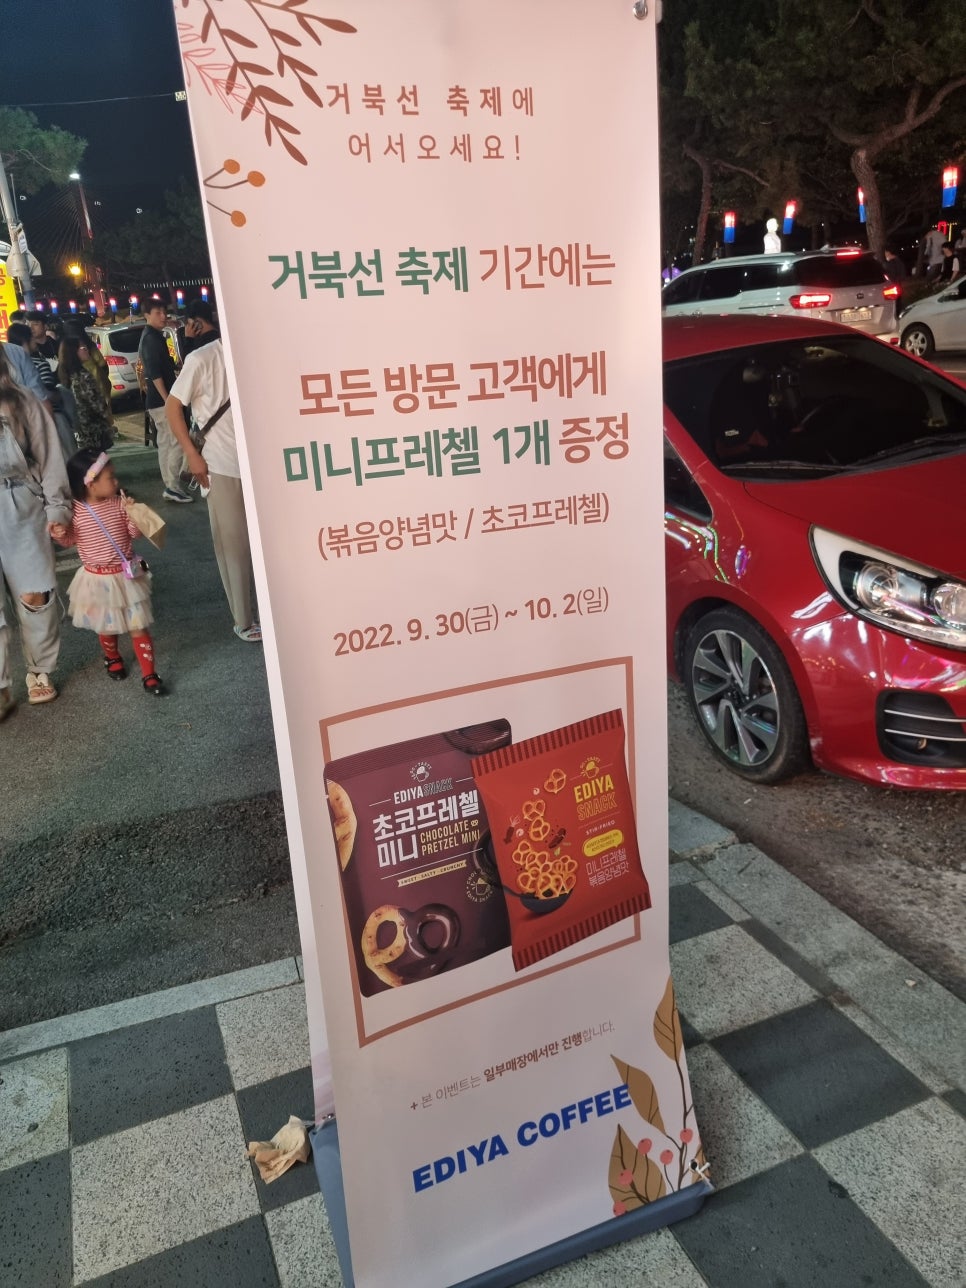 거북선 축제에
어서오세요!
거북선 축제 기간에는
모든 방문 고객에게
미니프레첼 1개 증정
(볶음양념맛 / 초코프레첼)
2022. 9. 30(금) ~ 10. 2(일)
EDIYA SNACK
초코프레첼
미니
CHOCOLATE
PRETZEL MINI
SWEET · SALTY · CRUNCHY
EDIYA
SNACK
STIR-FRIED
미니프레첼
볶음양념맛
+ 본 이벤트는 일부매장에서만 진행합니다.
EDIYA COFFEE